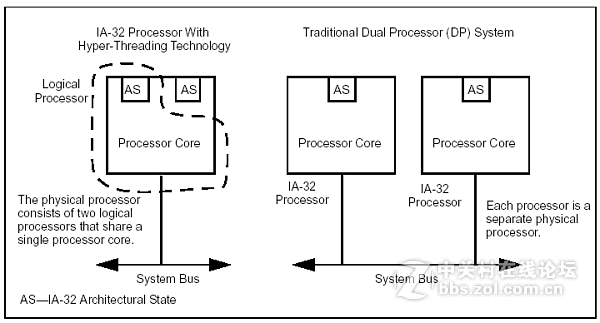 IA-32 Processor With
Hyper-Threading Technology
Traditional Dual Processor (DP) System
Logical
Processor
AS
AS
Processor Core
AS
Processor Core
AS
Processor Core
The physical processor
consists of two logical
processors that share a
single processor core.
IA-32
Processor
IA-32
Processor
Each processor is a
separate physical
processor.
System Bus
System Bus
AS—IA-32 Architectural State
中关村在线论坛
bbs.zol.com.cn